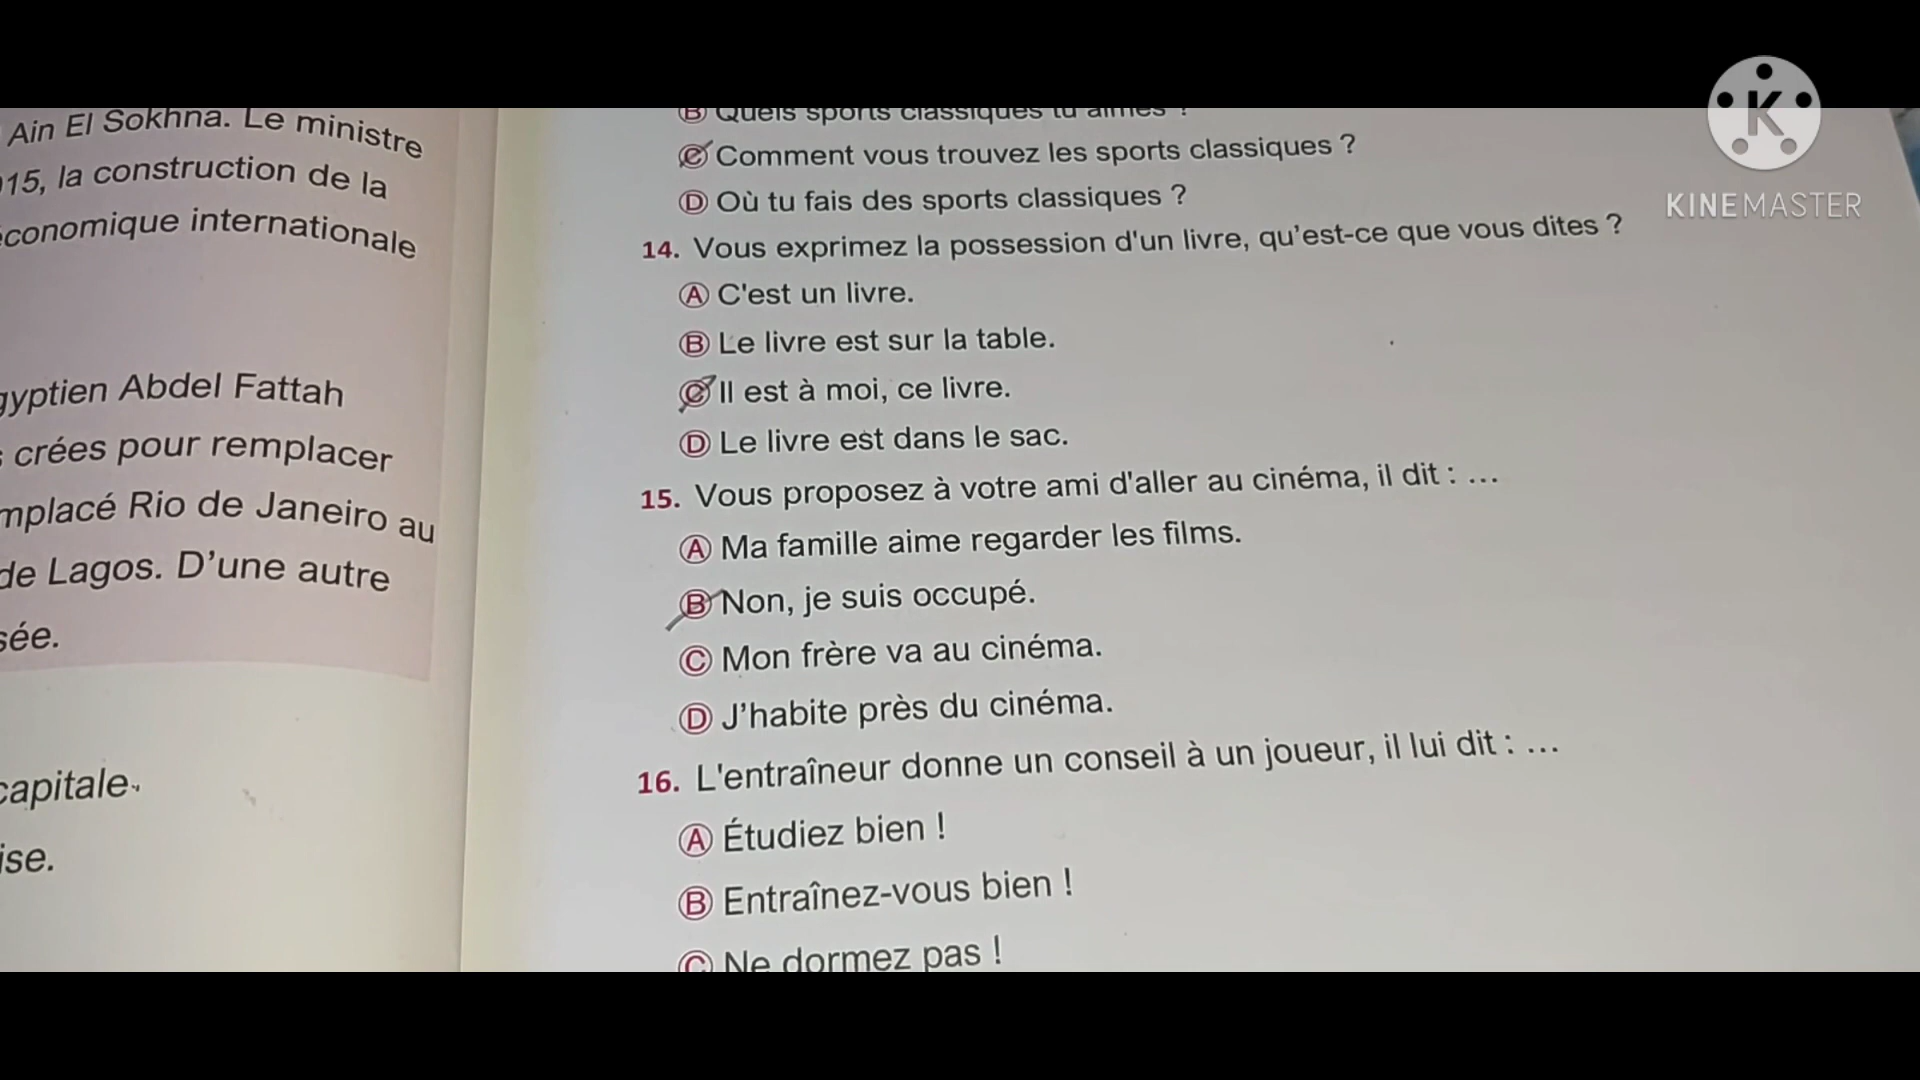 Ain El Sokhna. Le ministre
15, la construction de la
économique internationale
gyptien Abdel Fattah
crées pour remplacer
mplacé Rio de Janeiro au
de Lagos. D’une autre
sée.
capitale
ise.
B Quels sports classiques tu aimes ?
C Comment vous trouvez les sports classiques ?
D Où tu fais des sports classiques ?
14. Vous exprimez la possession d'un livre, qu’est-ce que vous dites ?
A C'est un livre.
B Le livre est sur la table.
C Il est à moi, ce livre.
D Le livre est dans le sac.
15. Vous proposez à votre ami d'aller au cinéma, il dit : ...
A Ma famille aime regarder les films.
B Non, je suis occupé.
C Mon frère va au cinéma.
D J’habite près du cinéma.
16. L'entraîneur donne un conseil à un joueur, il lui dit : ...
A Étudiez bien !
B Entraînez-vous bien !
C Ne dormez pas !
K
KINEMASTER